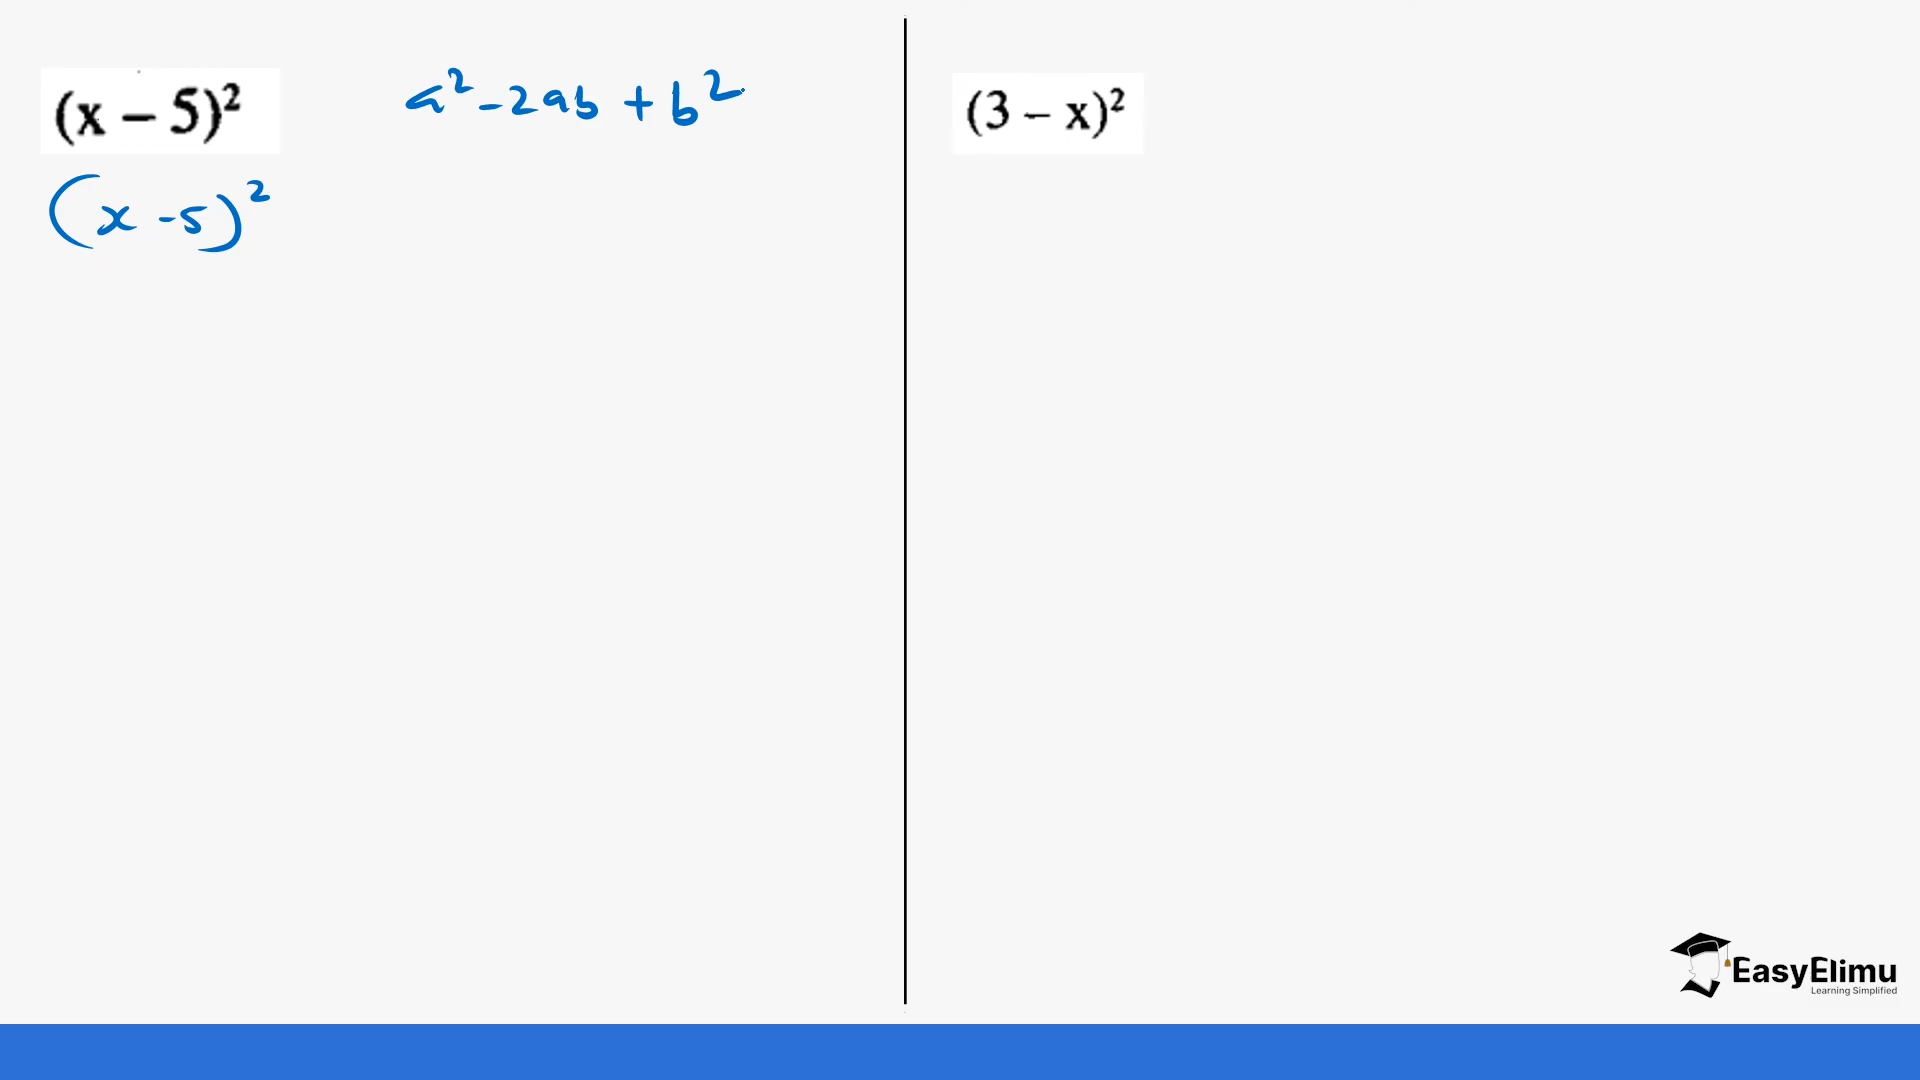 (x – 5)²
a² - 2ab + b²
(x - 5)²
(3 – x)²
EasyElimu
Learning Simplified